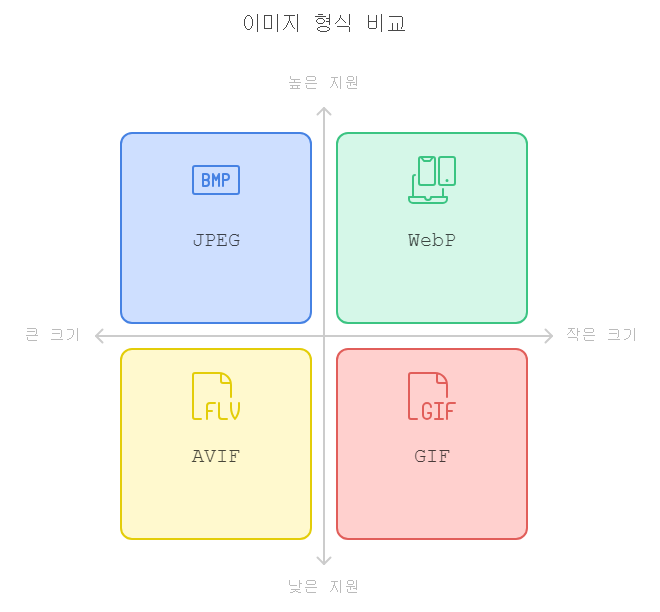 이미지 형식 비교
높은 지원
BMP
JPEG
WebP
큰 크기
작은 크기
FLV
AVIF
GIF
GIF
낮은 지원